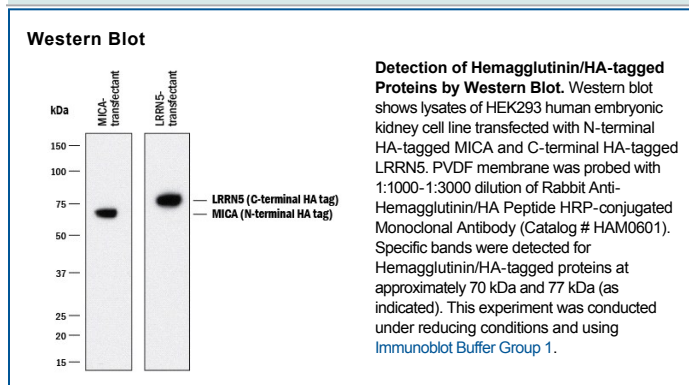 Western Blot
kDa
MICA-
transfectant
LRRN5-
transfectant
150
100
75
50
37
25
20
15
LRRN5 (C-terminal HA tag)
MICA (N-terminal HA tag)
Detection of Hemagglutinin/HA-tagged
Proteins by Western Blot. Western blot
shows lysates of HEK293 human embryonic
kidney cell line transfected with N-terminal
HA-tagged MICA and C-terminal HA-tagged
LRRN5. PVDF membrane was probed with
1:1000-1:3000 dilution of Rabbit Anti-
Hemagglutinin/HA Peptide HRP-conjugated
Monoclonal Antibody (Catalog # HAM0601).
Specific bands were detected for
Hemagglutinin/HA-tagged proteins at
approximately 70 kDa and 77 kDa (as
indicated). This experiment was conducted
under reducing conditions and using
Immunoblot Buffer Group 1.